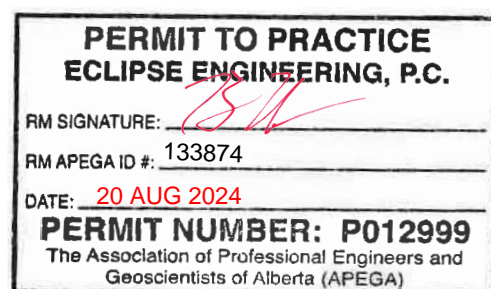 PERMIT TO PRACTICE
ECLIPSE ENGINEERING, P.C.
RM SIGNATURE:
RM APEGA ID #: 133874
DATE: 20 AUG 2024
PERMIT NUMBER: P012999
The Association of Professional Engineers and
Geoscientists of Alberta (APEGA)